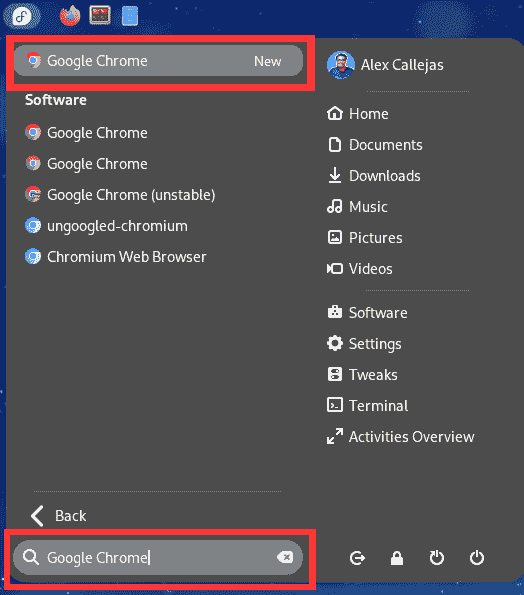 Google Chrome New
Software
Google Chrome
Google Chrome
Google Chrome (unstable)
ungoogled-chromium
Chromium Web Browser
Back
Google Chrome
Alex Callejas
Home
Documents
Downloads
Music
Pictures
Videos
Software
Settings
Tweaks
Terminal
Activities Overview